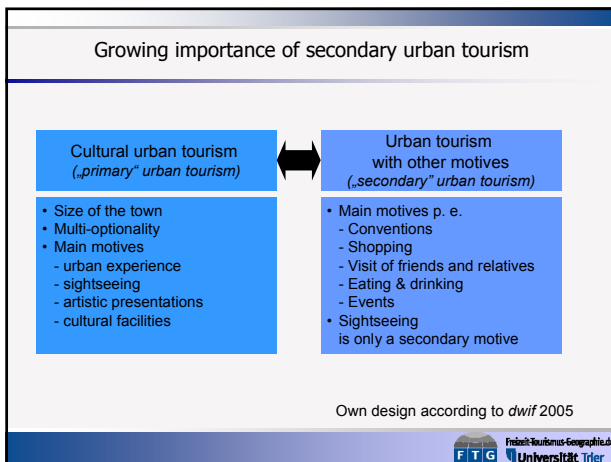 Growing importance of secondary urban tourism
Cultural urban tourism
(„primary“ urban tourism)
• Size of the town
• Multi-optionality
• Main motives
- urban experience
- sightseeing
- artistic presentations
- cultural facilities
Urban tourism
with other motives
(„secondary” urban tourism)
• Main motives p. e.
- Conventions
- Shopping
- Visit of friends and relatives
- Eating & drinking
- Events
• Sightseeing
is only a secondary motive
Own design according to dwif 2005
FTG
Freizeit-Tourismus-Geographie.de
Universität Trier